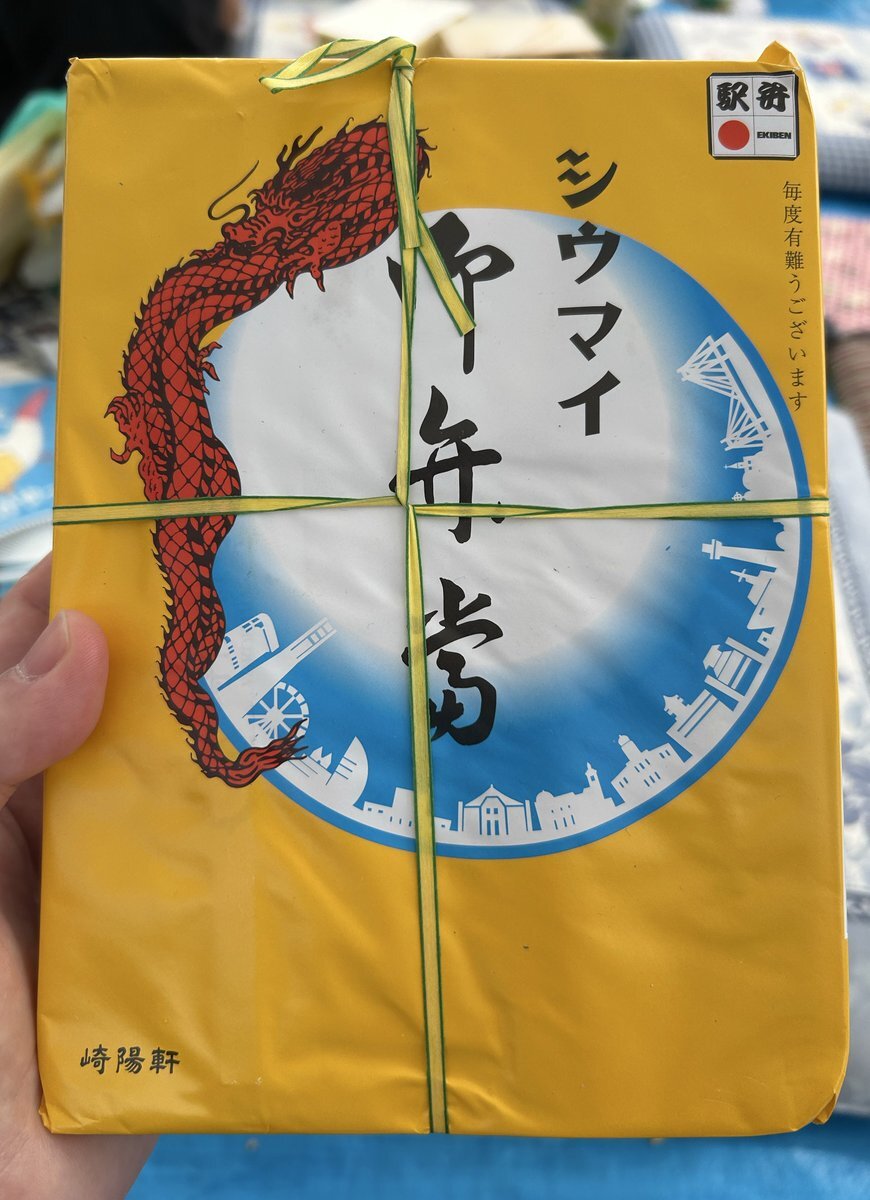 駅弁
EKIBEN
毎度有難うございます
シウマイ
御弁當
崎陽軒